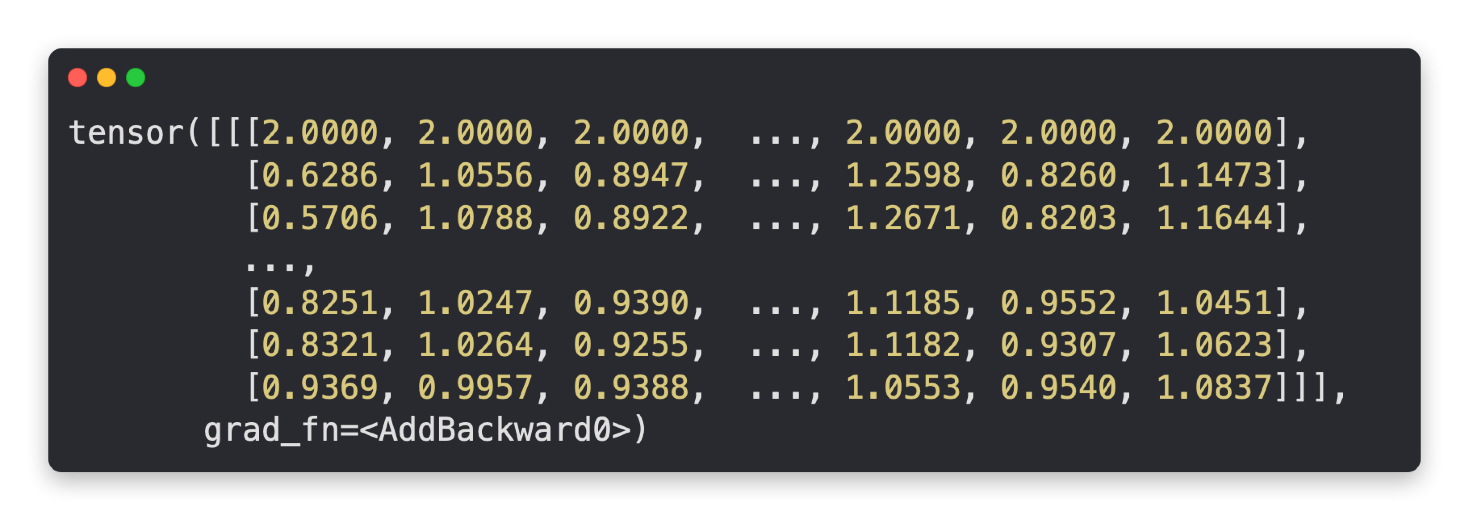 tensor([[[2.0000, 2.0000, 2.0000,  ..., 2.0000, 2.0000, 2.0000],
         [0.6286, 1.0556, 0.8947,  ..., 1.2598, 0.8260, 1.1473],
         [0.5706, 1.0788, 0.8922,  ..., 1.2671, 0.8203, 1.1644],
         ...,
         [0.8251, 1.0247, 0.9390,  ..., 1.1185, 0.9552, 1.0451],
         [0.8321, 1.0264, 0.9255,  ..., 1.1182, 0.9307, 1.0623],
         [0.9369, 0.9957, 0.9388,  ..., 1.0553, 0.9540, 1.0837]]],
       grad_fn=<AddBackward0>)